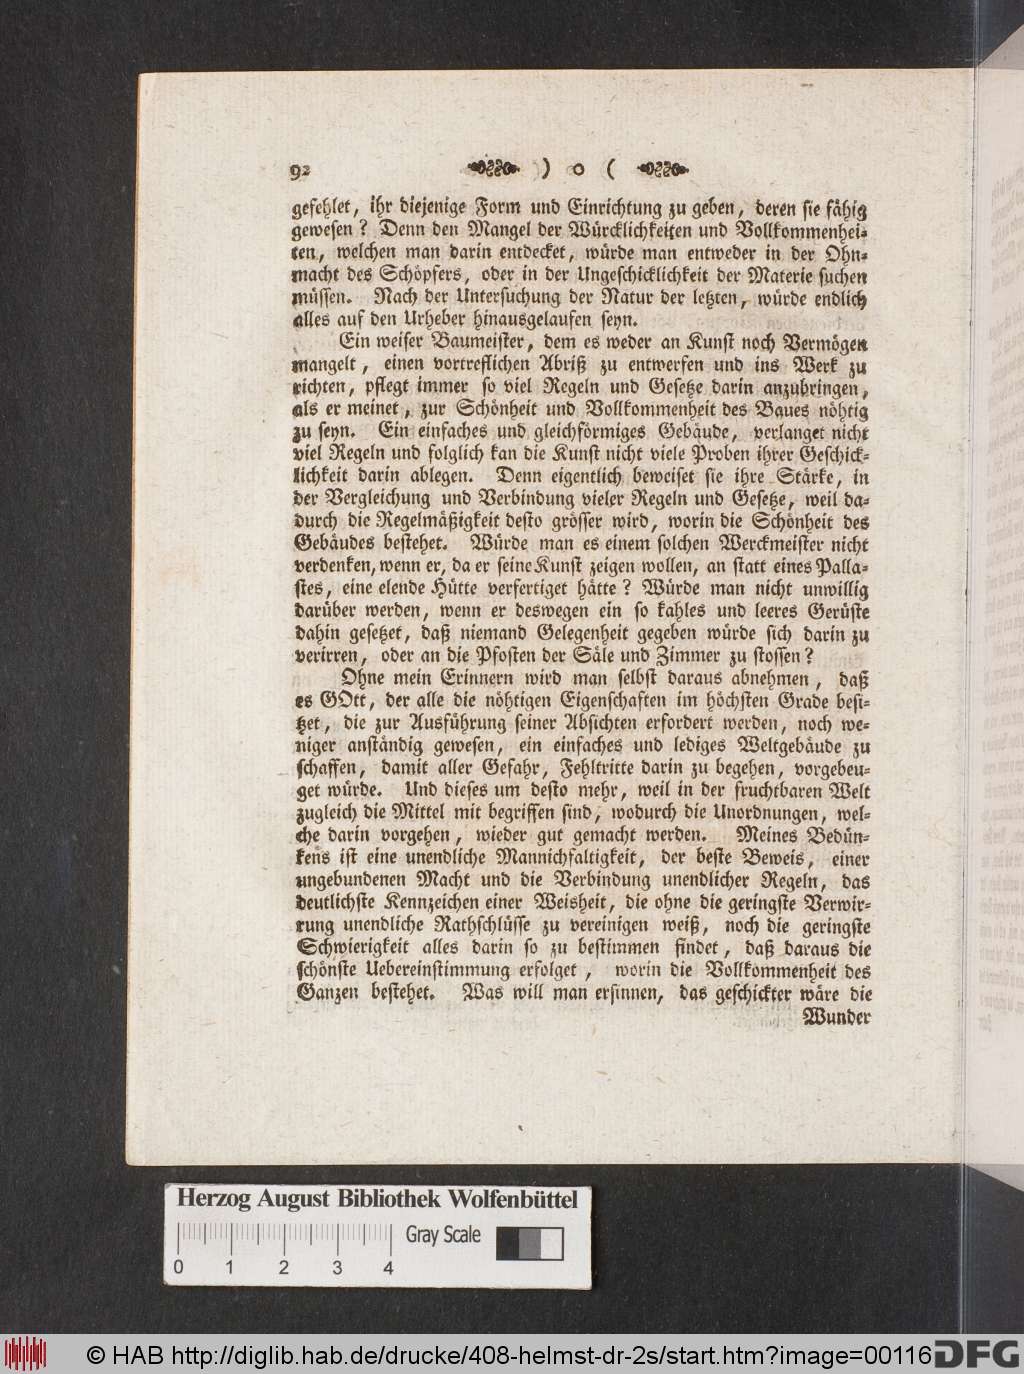 92 ) o (
gefehlet, ihr diejenige Form und Einrichtung zu geben, deren sie fähig
gewesen? Denn den Mangel der Würcklichkeiten und Vollkommenhei-
ten, welchen man darin entdecket, würde man entweder in der Ohn-
macht des Schöpfers, oder in der Ungeschicklichkeit der Materie suchen
müssen. Nach der Untersuchung der Natur der letzten, würde endlich
alles auf den Urheber hinausgelaufen seyn.
Ein weiser Baumeister, dem es weder an Kunst noch Vermögen
mangelt, einen vortreflichen Abriß zu entwerfen und ins Werk zu
richten, pflegt immer so viel Regeln und Gesetze darin anzubringen,
als er meinet, zur Schönheit und Vollkommenheit des Baues nöhtig
zu seyn. Ein einfaches und gleichförmiges Gebäude, verlanget nicht
viel Regeln und folglich kan die Kunst nicht viele Proben ihrer Geschick-
lichkeit darin ablegen. Denn eigentlich beweiset sie ihre Stärke, in
der Vergleichung und Verbindung vieler Regeln und Gesetze, weil da-
durch die Regelmäßigkeit desto grösser wird, worin die Schönheit des
Gebäudes bestehet. Würde man es einem solchen Werckmeister nicht
verdenken, wenn er, da er seine Kunst zeigen wollen, an statt eines Palla-
stes, eine elende Hütte verfertiget hätte? Würde man nicht unwillig
darüber werden, wenn er deswegen ein so kahles und leeres Gerüste
dahin gesetzet, daß niemand Gelegenheit gegeben würde sich darin zu
verirren, oder an die Pfosten der Säle und Zimmer zu stossen?
Ohne mein Erinnern wird man selbst daraus abnehmen, daß
es GOtt, der alle die nöhtigen Eigenschaften im höchsten Grade besi-
tzet, die zur Ausführung seiner Absichten erfordert werden, noch we-
niger anständig gewesen, ein einfaches und lediges Weltgebäude zu
schaffen, damit aller Gefahr, Fehltritte darin zu begehen, vorgebeu-
get würde. Und dieses um desto mehr, weil in der fruchtbaren Welt
zugleich die Mittel mit begriffen sind, wodurch die Unordnungen, wel-
che darin vorgehen, wieder gut gemacht werden. Meines Bedün-
kens ist eine unendliche Mannichfaltigkeit, der beste Beweis, einer
ungebundenen Macht und die Verbindung unendlicher Regeln, das
deutlichste Kennzeichen einer Weisheit, die ohne die geringste Verwir-
rung unendliche Rathschlüsse zu vereinigen weiß, noch die geringste
Schwierigkeit alles darin so zu bestimmen findet, daß daraus die
schönste Uebereinstimmung erfolget, worin die Vollkommenheit des
Ganzen bestehet. Was will man ersinnen, das geschickter wäre die
Wunder
Herzog August Bibliothek Wolfenbüttel
Gray Scale
0 1 2 3 4
© HAB http://diglib.hab.de/drucke/408-helmst-dr-2s/start.htm?image=00116 DFG